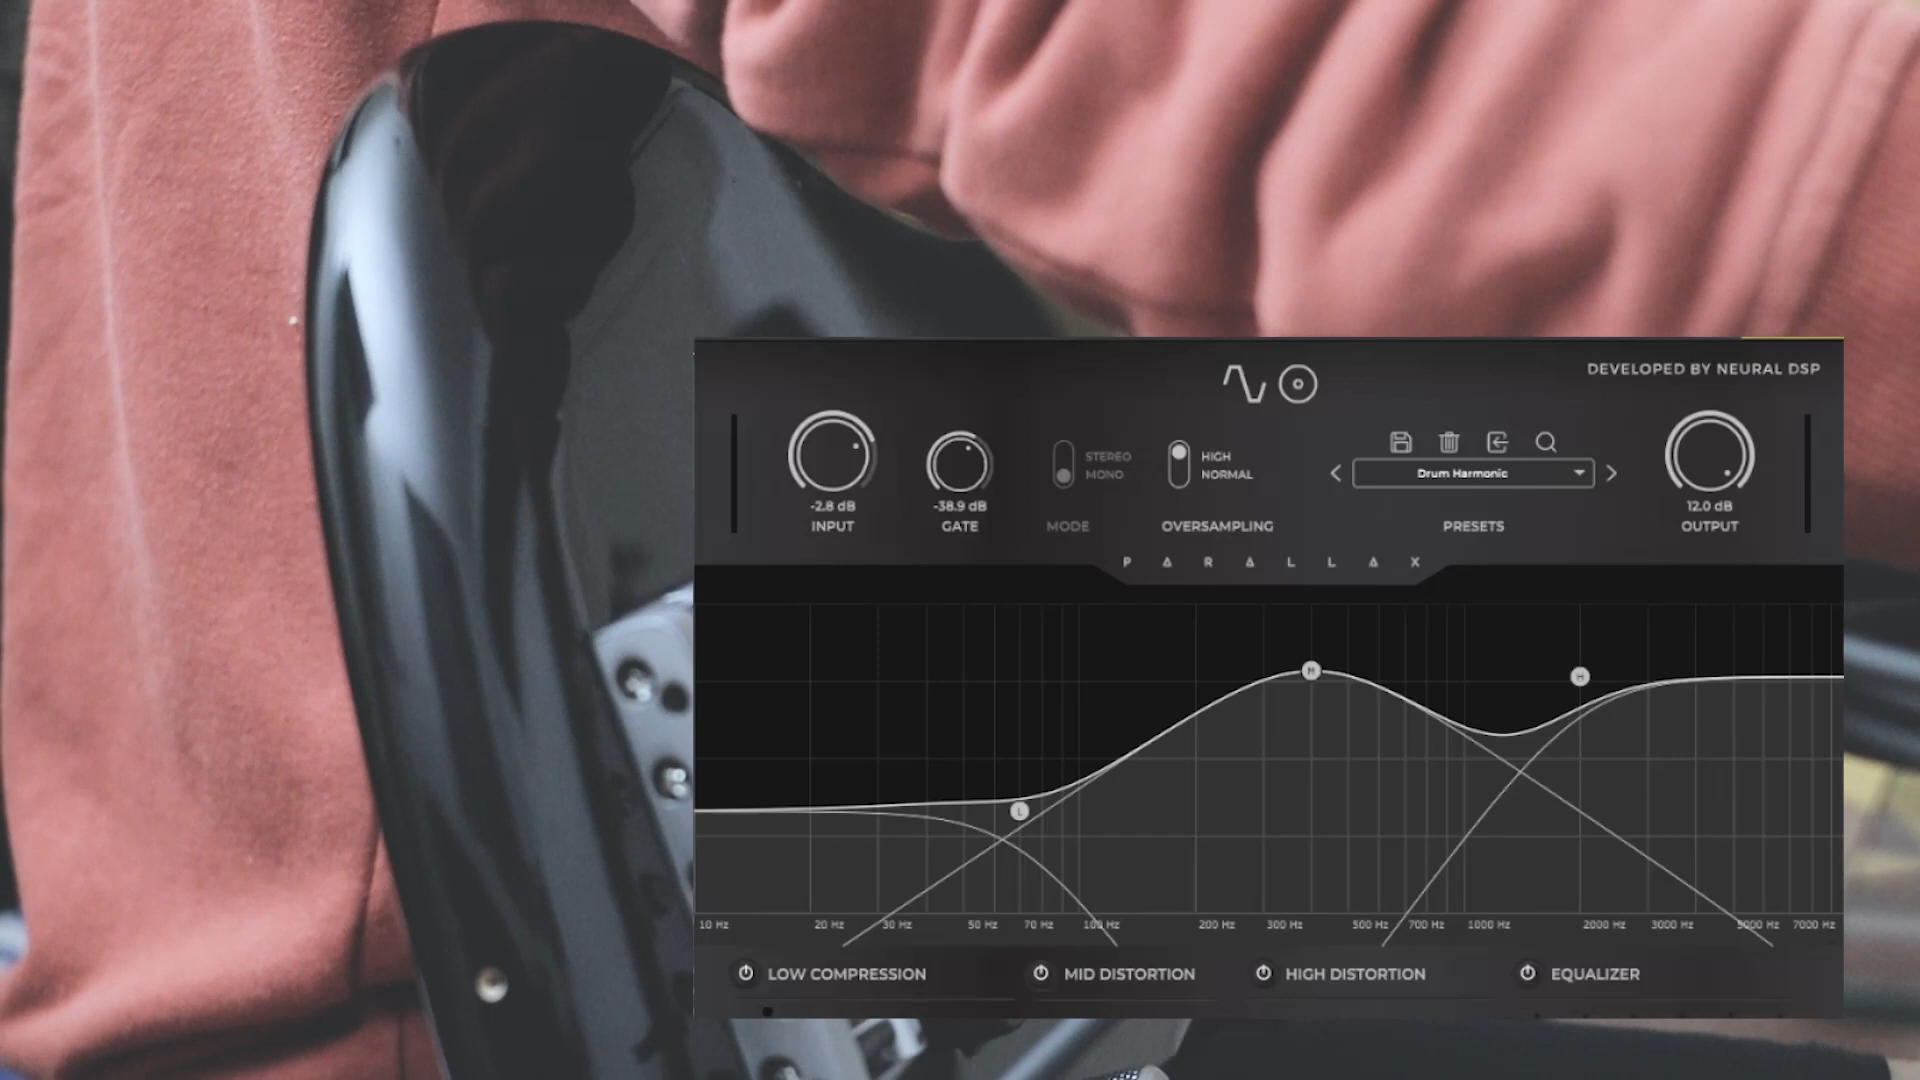 DEVELOPED BY NEURAL DSP
-2.8 dB
INPUT
-38.9 dB
GATE
STEREO
MONO
MODE
HIGH
NORMAL
OVERSAMPLING
Drum Harmonic
PRESETS
12.0 dB
OUTPUT
PARALLAX
L
M
H
10 Hz 20 Hz 30 Hz 50 Hz 70 Hz 100 Hz 200 Hz 300 Hz 500 Hz 700 Hz 1000 Hz 2000 Hz 3000 Hz 5000 Hz 7000 Hz
LOW COMPRESSION
MID DISTORTION
HIGH DISTORTION
EQUALIZER